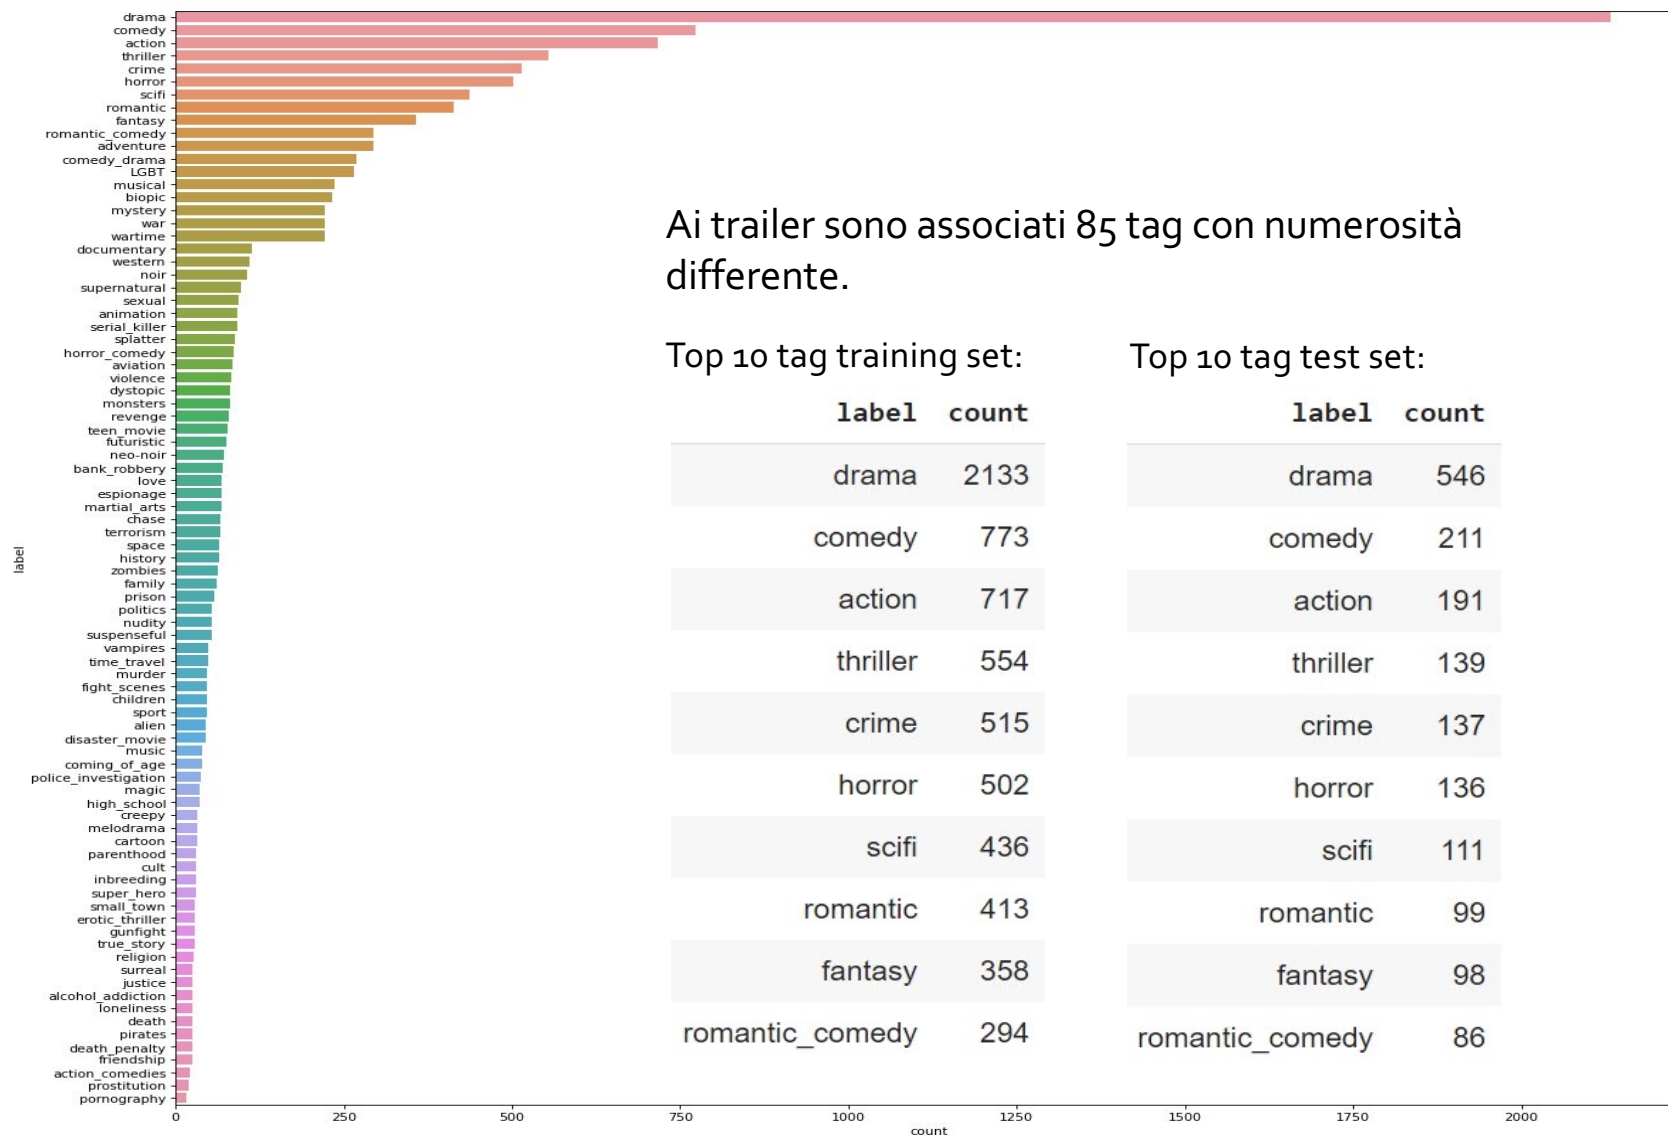 drama
comedy
action
thriller
crime
horror
scifi
romantic
fantasy
romantic_comedy
adventure
comedy_drama
LGBT
musical
biopic
mystery
war
wartime
documentary
western
noir
supernatural
sexual
animation
serial_killer
splatter
horror_comedy
aviation
violence
dystopic
monsters
revenge
teen_movie
futuristic
neo-noir
bank_robbery
love
espionage
martial_arts
chase
terrorism
space
history
zombies
family
prison
politics
nudity
suspenseful
vampires
time_travel
murder
fight_scenes
children
sport
alien
disaster_movie
music
coming_of_age
police_investigation
magic
high_school
creepy
melodrama
cartoon
parenthood
cult
inbreeding
super_hero
small_town
erotic_thriller
gunfight
true_story
religion
surreal
justice
alcohol_addiction
loneliness
death
pirates
death_penalty
friendship
action_comedies
prostitution
pornography
label
0 250 500 750 1000 1250 1500 1750 2000
count
Ai trailer sono associati 85 tag con numerosità
differente.
Top 10 tag training set:
label count
drama 2133
comedy 773
action 717
thriller 554
crime 515
horror 502
scifi 436
romantic 413
fantasy 358
romantic_comedy 294
Top 10 tag test set:
label count
drama 546
comedy 211
action 191
thriller 139
crime 137
horror 136
scifi 111
romantic 99
fantasy 98
romantic_comedy 86